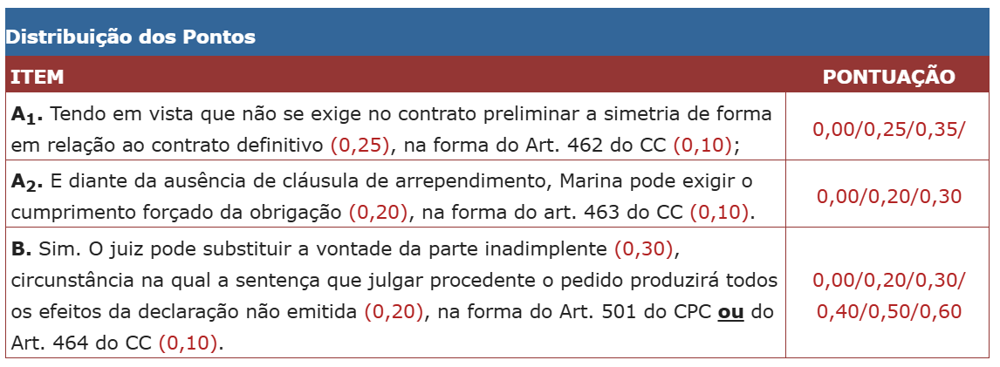 Distribuição dos Pontos
ITEM PONTUAÇÃO
A1. Tendo em vista que não se exige no contrato preliminar a simetria de forma
em relação ao contrato definitivo (0,25), na forma do Art. 462 do CC (0,10);
0,00/0,25/0,35/
A2. E diante da ausência de cláusula de arrependimento, Marina pode exigir o
cumprimento forçado da obrigação (0,20), na forma do art. 463 do CC (0,10).
0,00/0,20/0,30
B. Sim. O juiz pode substituir a vontade da parte inadimplente (0,30),
circunstância na qual a sentença que julgar procedente o pedido produzirá todos
os efeitos da declaração não emitida (0,20), na forma do Art. 501 do CPC ou do
Art. 464 do CC (0,10).
0,00/0,20/0,30/
0,40/0,50/0,60